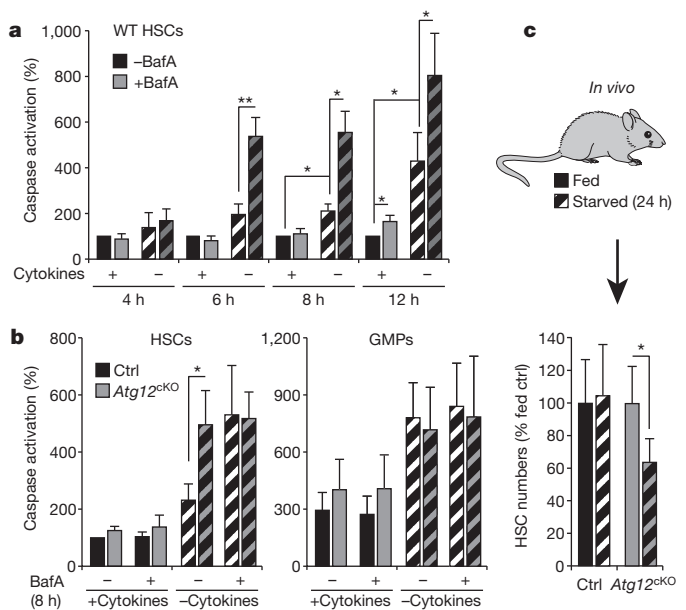 a
WT HSCs
–BafA
+BafA
Caspase activation (%)
1,000
800
600
400
200
0
*
**
*
*
*
*
Cytokines + – + – + – + –
4 h 6 h 8 h 12 h
c
In vivo
Fed
Starved (24 h)
b
HSCs
Ctrl
Atg12cKO
Caspase activation (%)
800
600
400
200
0
*
GMPs
1,200
900
600
300
0
BafA – + – + – + – +
(8 h) +Cytokines –Cytokines +Cytokines –Cytokines
HSC numbers (% fed ctrl)
140
120
100
80
60
40
20
0
*
Ctrl Atg12cKO